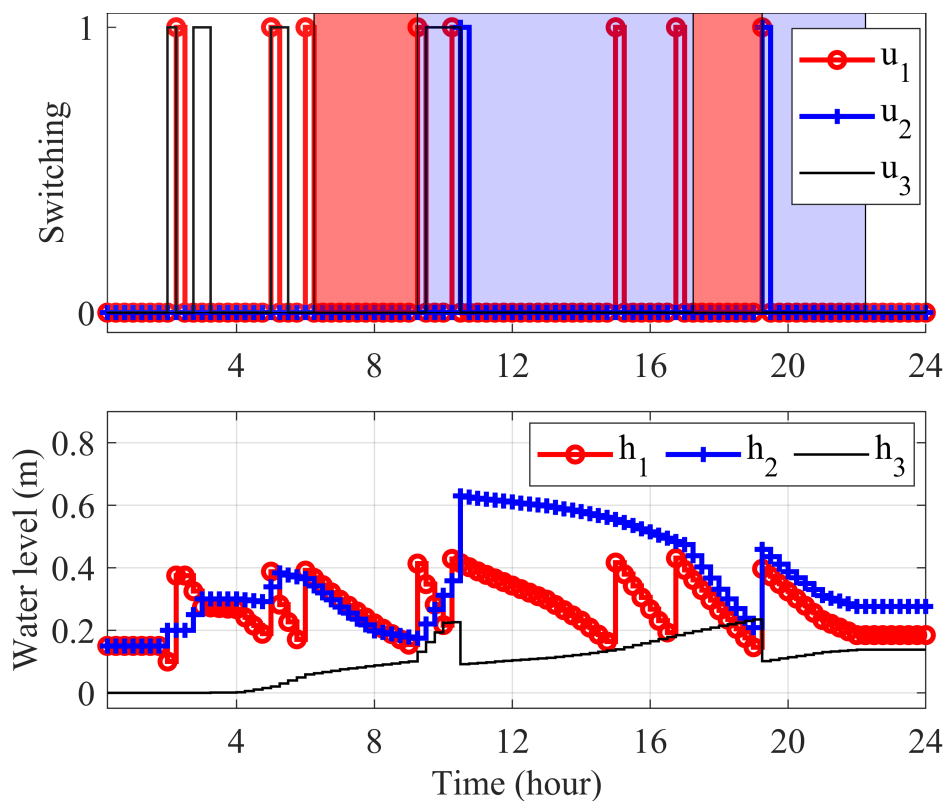 1
0
Switching
u1
u2
u3
4 8 12 16 20 24
0.8
0.6
0.4
0.2
0
Water level (m)
h1 h2 h3
4 8 12 16 20 24
Time (hour)